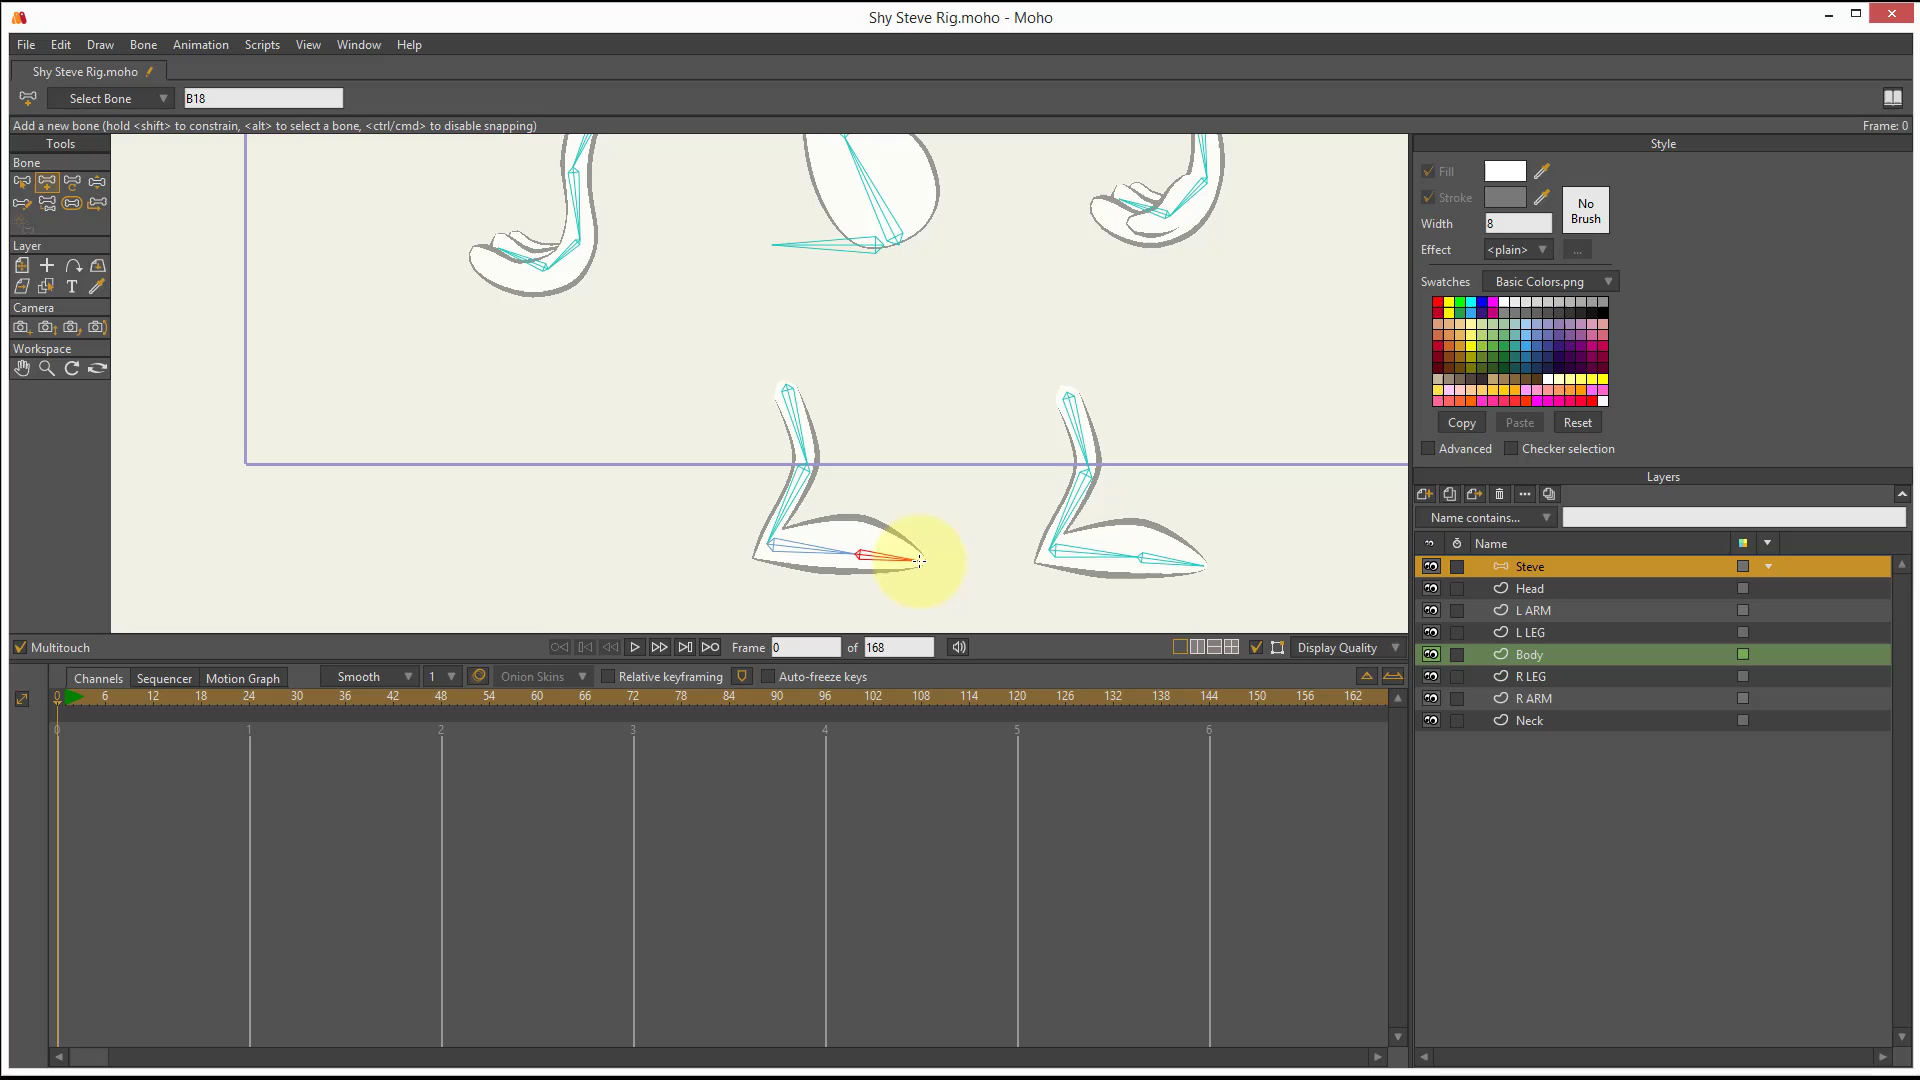 Shy Steve Rig.moho - Moho
File Edit Draw Bone Animation Scripts View Window Help
Shy Steve Rig.moho
Select Bone B18
Add a new bone (hold <shift> to constrain, <alt> to select a bone, <ctrl/cmd> to disable snapping) Frame: 0
Tools
Bone
Layer
T
Camera
Workspace
Style
Fill
Stroke
No Brush
Width 8
Effect <plain> ...
Swatches Basic Colors.png
Copy Paste Reset
Advanced Checker selection
Layers
Name contains...
Name
Steve
Head
L ARM
L LEG
Body
R LEG
R ARM
Neck
Multitouch Frame 0 of 168 Display Quality
Channels Sequencer Motion Graph Smooth 1 Onion Skins Relative keyframing Auto-freeze keys
0 6 12 18 24 30 36 42 48 54 60 66 72 78 84 90 96 102 108 114 120 126 132 138 144 150 156 162
0 1 2 3 4 5 6